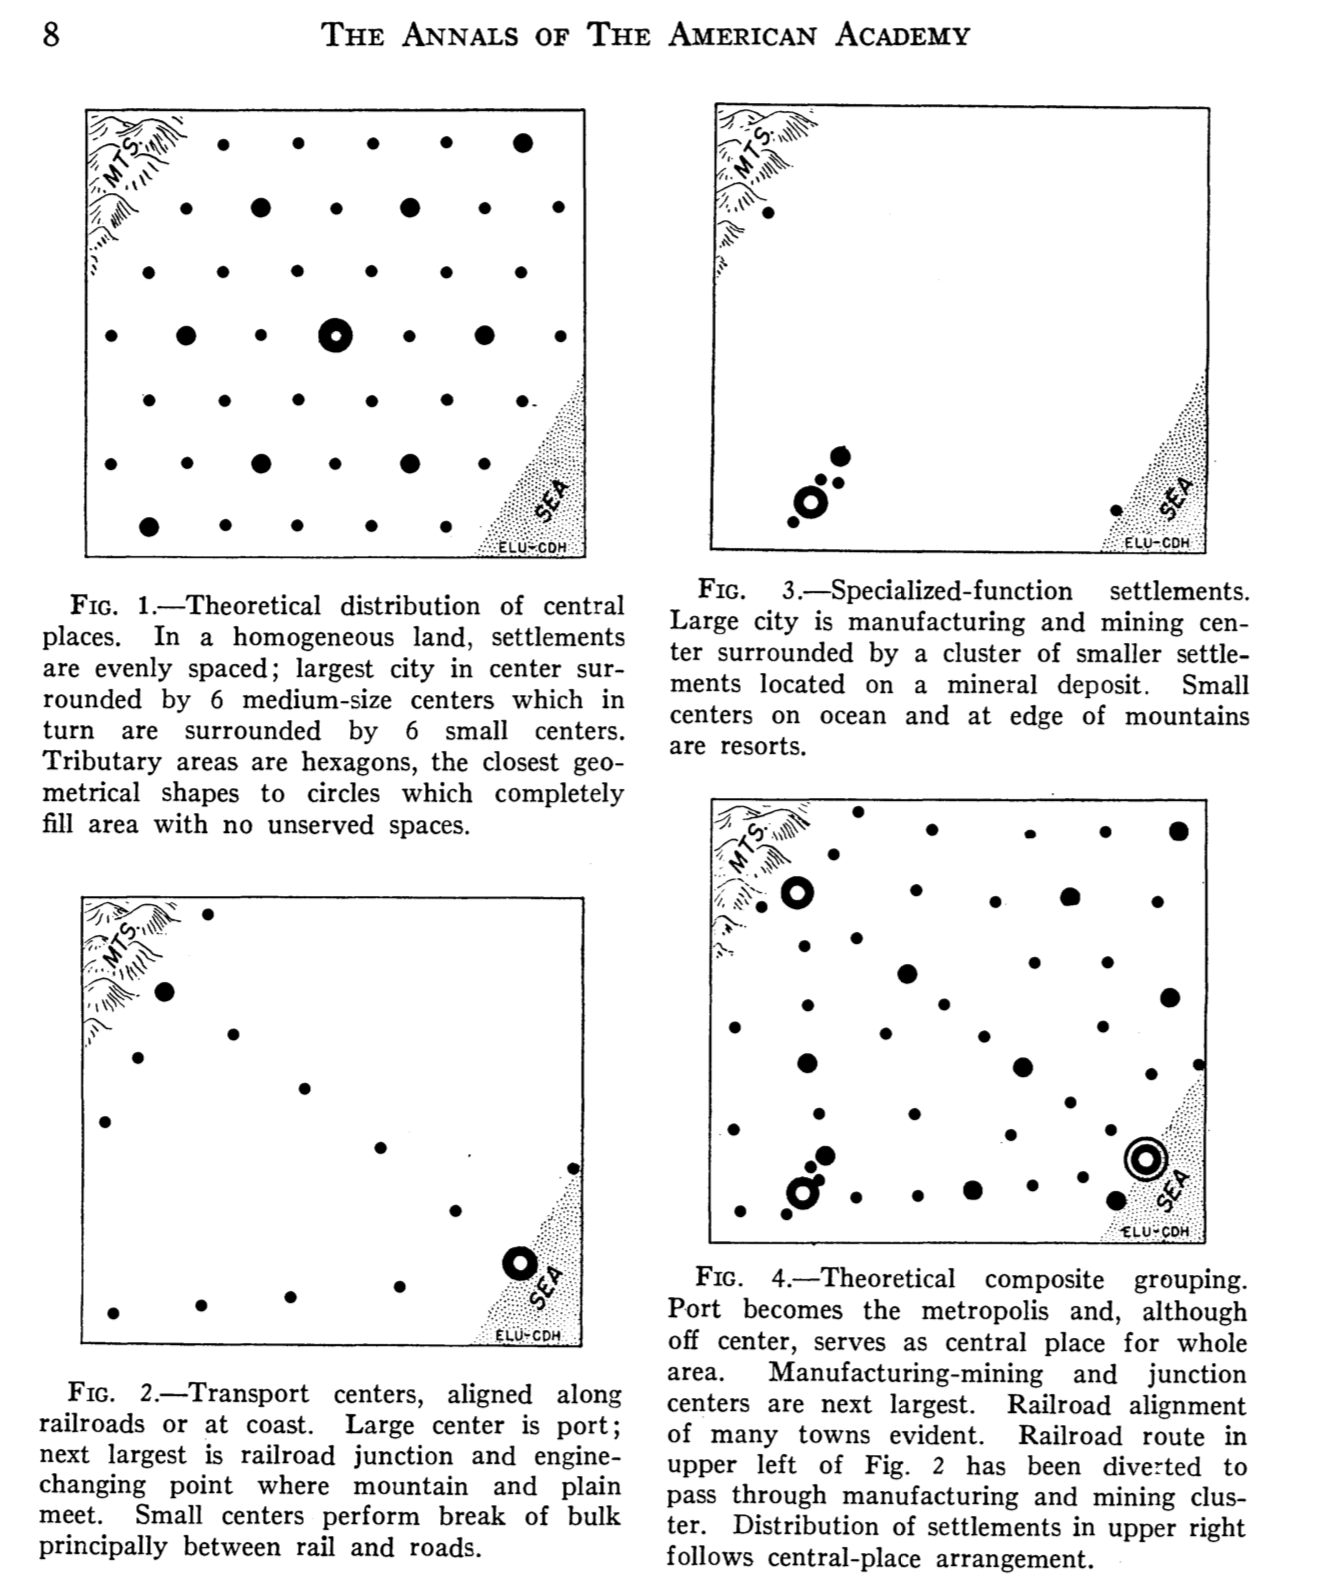 8
THE ANNALS OF THE AMERICAN ACADEMY
MTS.
SEA
ELU-CDH
FIG. 1.—Theoretical distribution of central
places. In a homogeneous land, settlements
are evenly spaced; largest city in center sur-
rounded by 6 medium-size centers which in
turn are surrounded by 6 small centers.
Tributary areas are hexagons, the closest geo-
metrical shapes to circles which completely
fill area with no unserved spaces.
MTS.
SEA
ELU-CDH
FIG. 2.—Transport centers, aligned along
railroads or at coast. Large center is port;
next largest is railroad junction and engine-
changing point where mountain and plain
meet. Small centers perform break of bulk
principally between rail and roads.
MTS.
SEA
ELU-CDH
FIG. 3.—Specialized-function settlements.
Large city is manufacturing and mining cen-
ter surrounded by a cluster of smaller settle-
ments located on a mineral deposit. Small
centers on ocean and at edge of mountains
are resorts.
MTS.
SEA
ELU-CDH
FIG. 4.—Theoretical composite grouping.
Port becomes the metropolis and, although
off center, serves as central place for whole
area. Manufacturing-mining and junction
centers are next largest. Railroad alignment
of many towns evident. Railroad route in
upper left of Fig. 2 has been diverted to
pass through manufacturing and mining clus-
ter. Distribution of settlements in upper right
follows central-place arrangement.